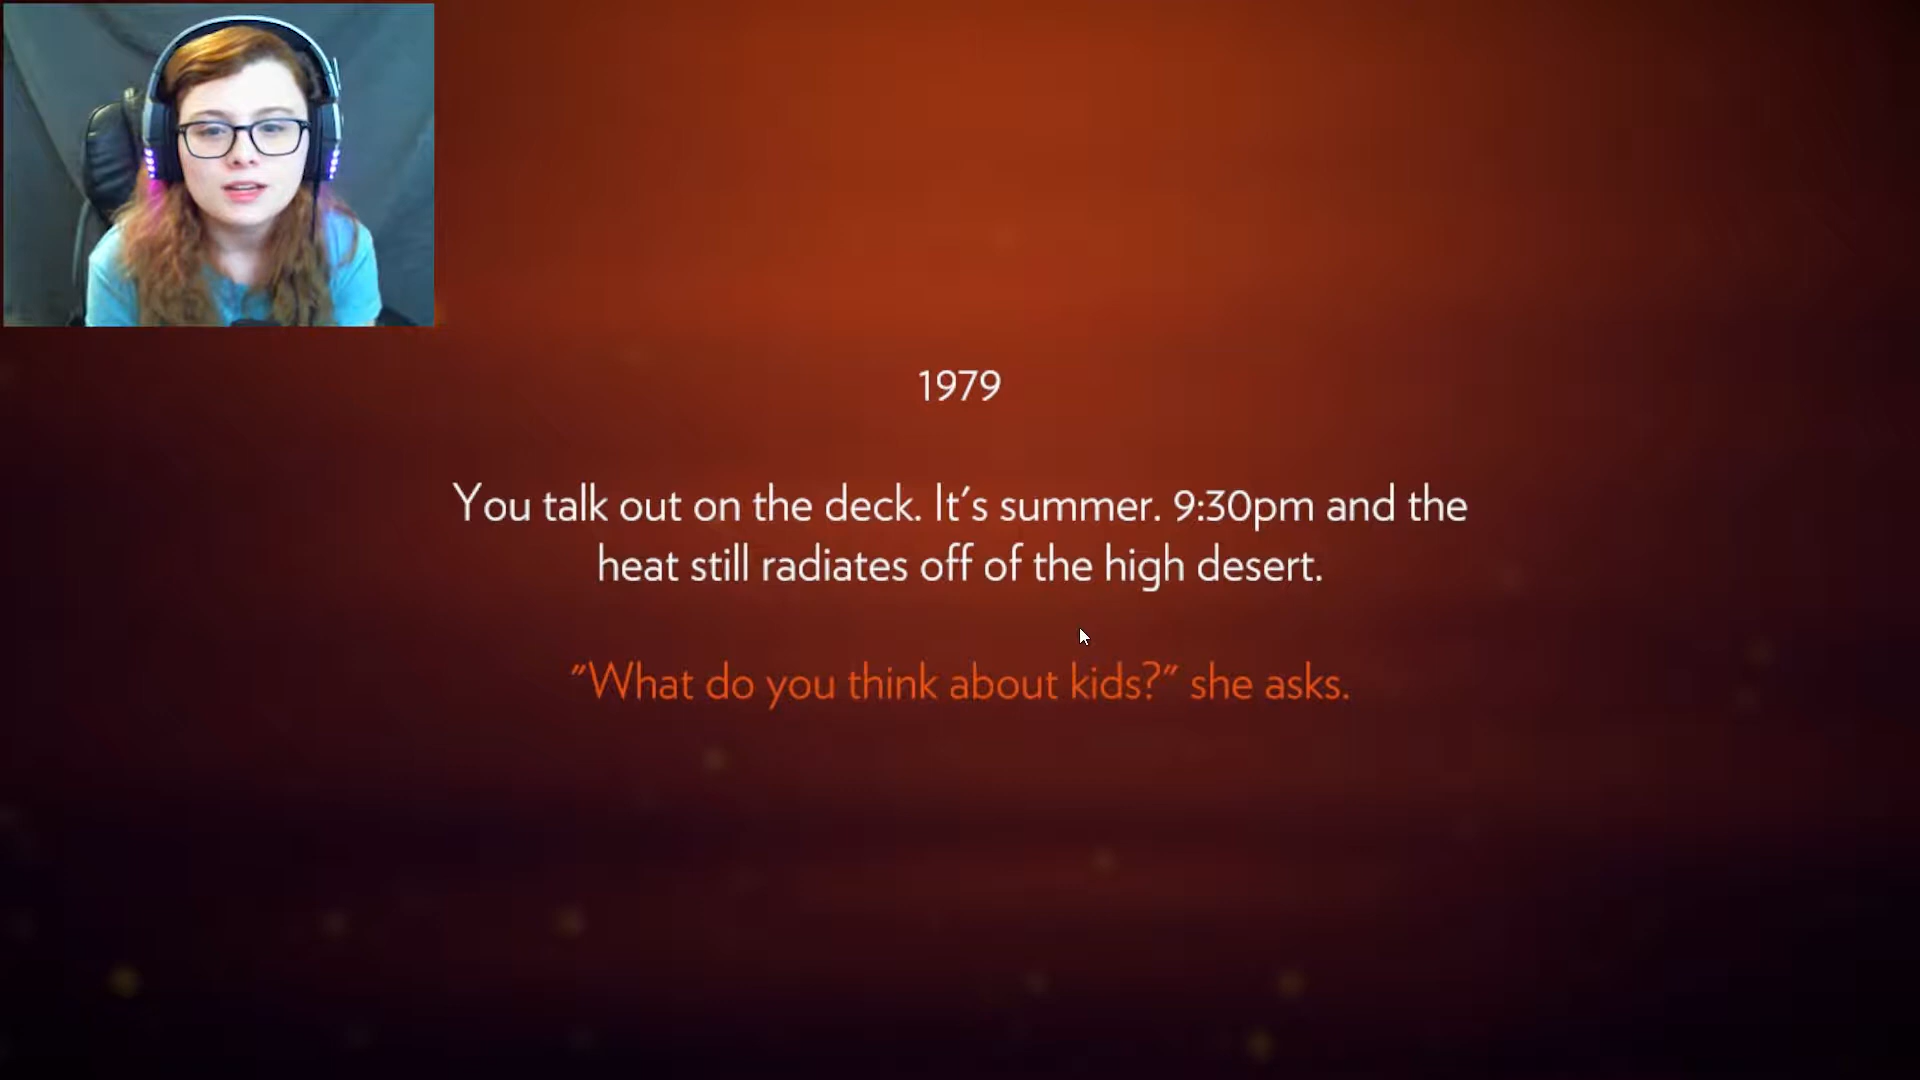 1979
You talk out on the deck. It's summer. 9:30pm and the
heat still radiates off of the high desert.
"What do you think about kids?" she asks.